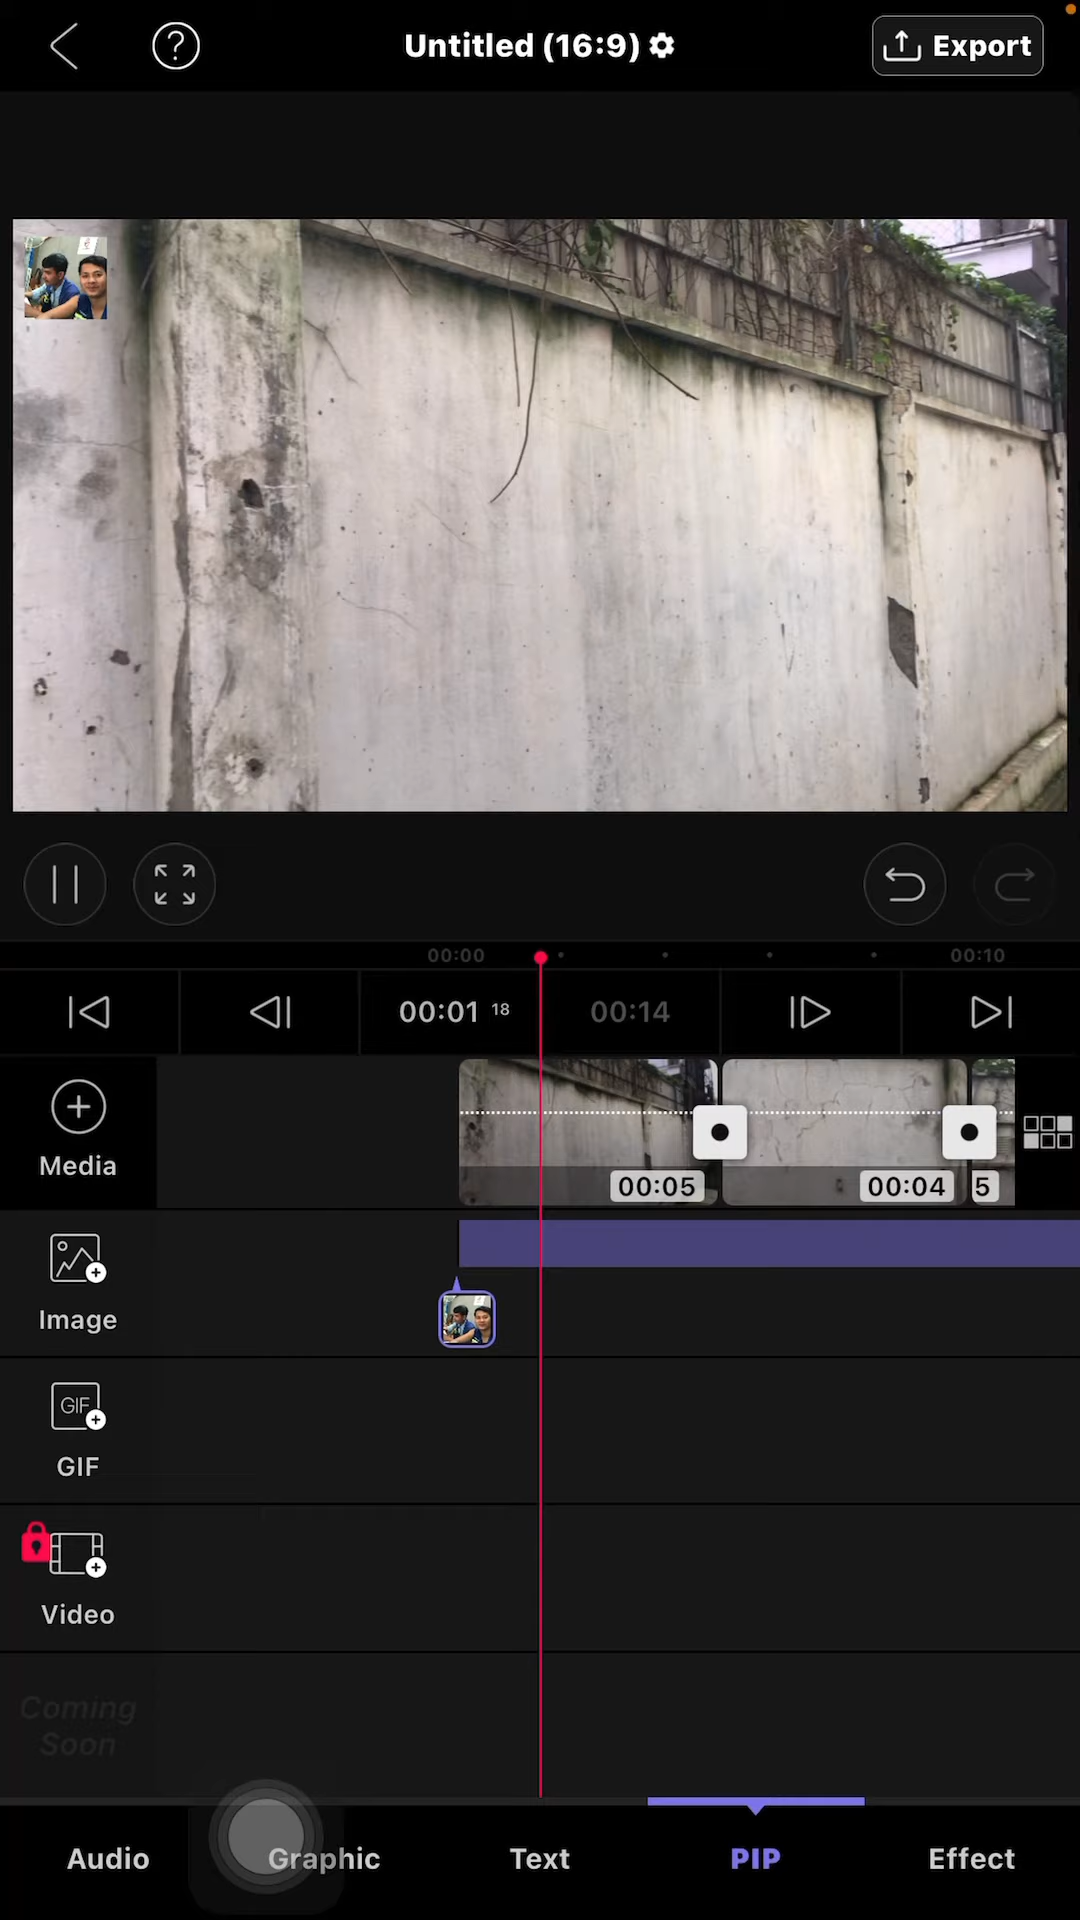 ?
Untitled (16:9)
Export
00:00
00:10
00:01 18
00:14
Media
00:05
00:04
5
Image
GIF
GIF
Video
Coming
Soon
Audio
Graphic
Text
PIP
Effect